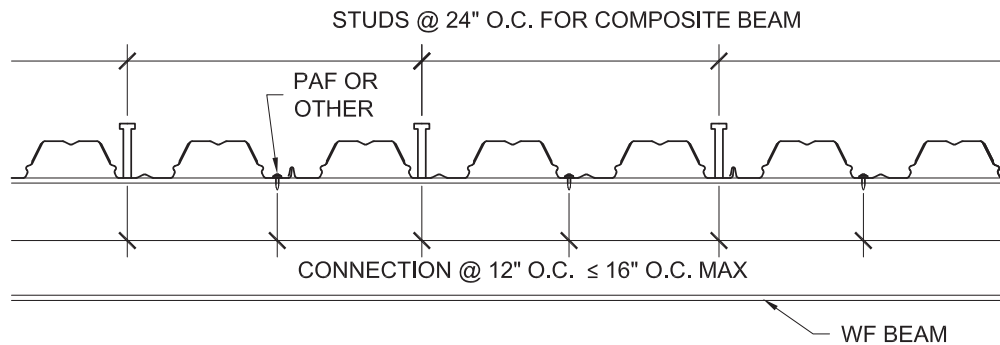 STUDS @ 24" O.C. FOR COMPOSITE BEAM
PAF OR
OTHER
CONNECTION @ 12" O.C. ≤ 16" O.C. MAX
WF BEAM